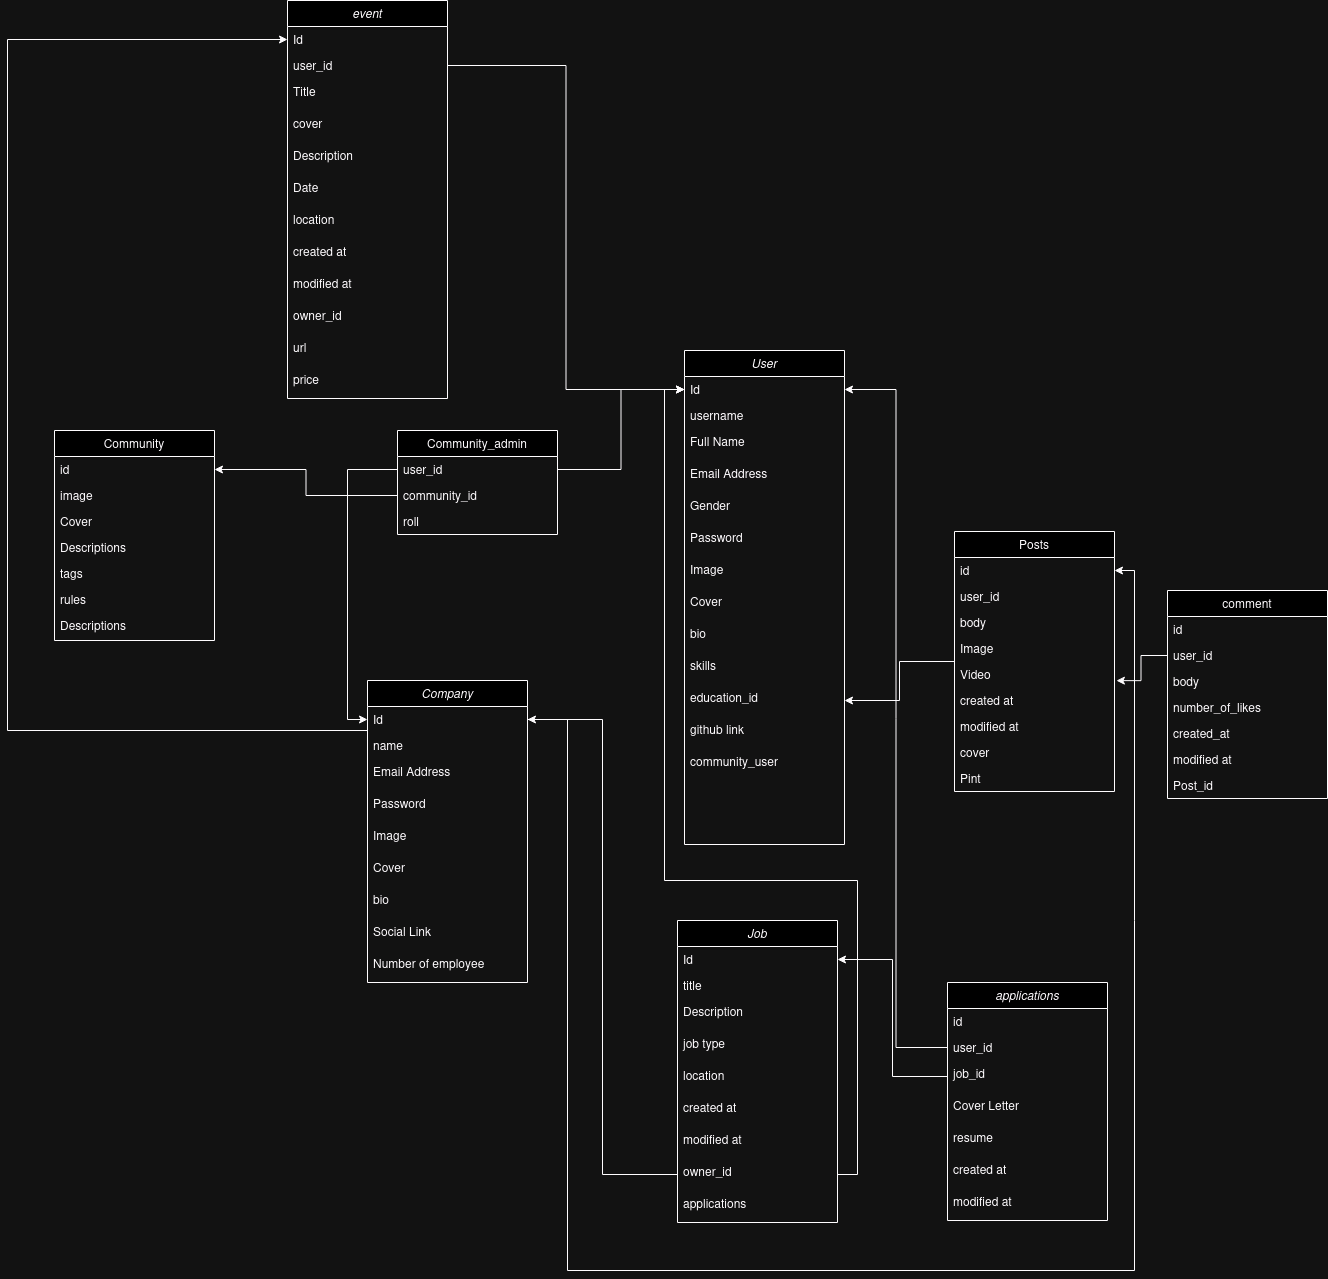 event
Id
user_id
Title
cover
Description
Date
location
created at
modified at
owner_id
url
price
Community
id
image
Cover
Descriptions
tags
rules
Descriptions
Community_admin
user_id
community_id
roll
User
Id
username
Full Name
Email Address
Gender
Password
Image
Cover
bio
skills
education_id
github link
community_user
Posts
id
user_id
body
Image
Video
created at
modified at
cover
Pint
comment
id
user_id
body
number_of_likes
created_at
modified at
Post_id
Company
Id
name
Email Address
Password
Image
Cover
bio
Social Link
Number of employee
Job
Id
title
Description
job type
location
created at
modified at
owner_id
applications
applications
id
user_id
job_id
Cover Letter
resume
created at
modified at